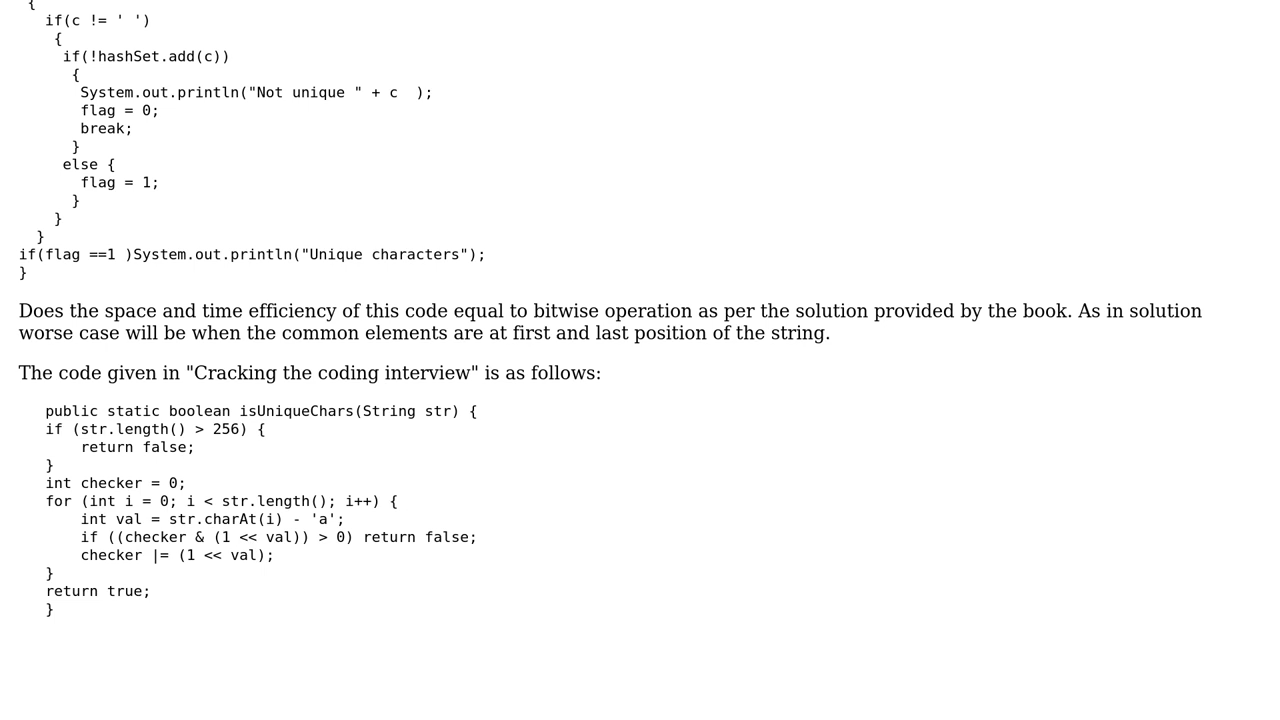 {
if(c != ' ')
{
if(!hashSet.add(c))
{
System.out.println("Not unique " + c  );
flag = 0;
break;
}
else {
flag = 1;
}
}
}
if(flag ==1 )System.out.println("Unique characters");
}
Does the space and time efficiency of this code equal to bitwise operation as per the solution provided by the book. As in solution
worse case will be when the common elements are at first and last position of the string.
The code given in "Cracking the coding interview" is as follows:
public static boolean isUniqueChars(String str) {
if (str.length() > 256) {
return false;
}
int checker = 0;
for (int i = 0; i < str.length(); i++) {
int val = str.charAt(i) - 'a';
if ((checker & (1 << val)) > 0) return false;
checker |= (1 << val);
}
return true;
}